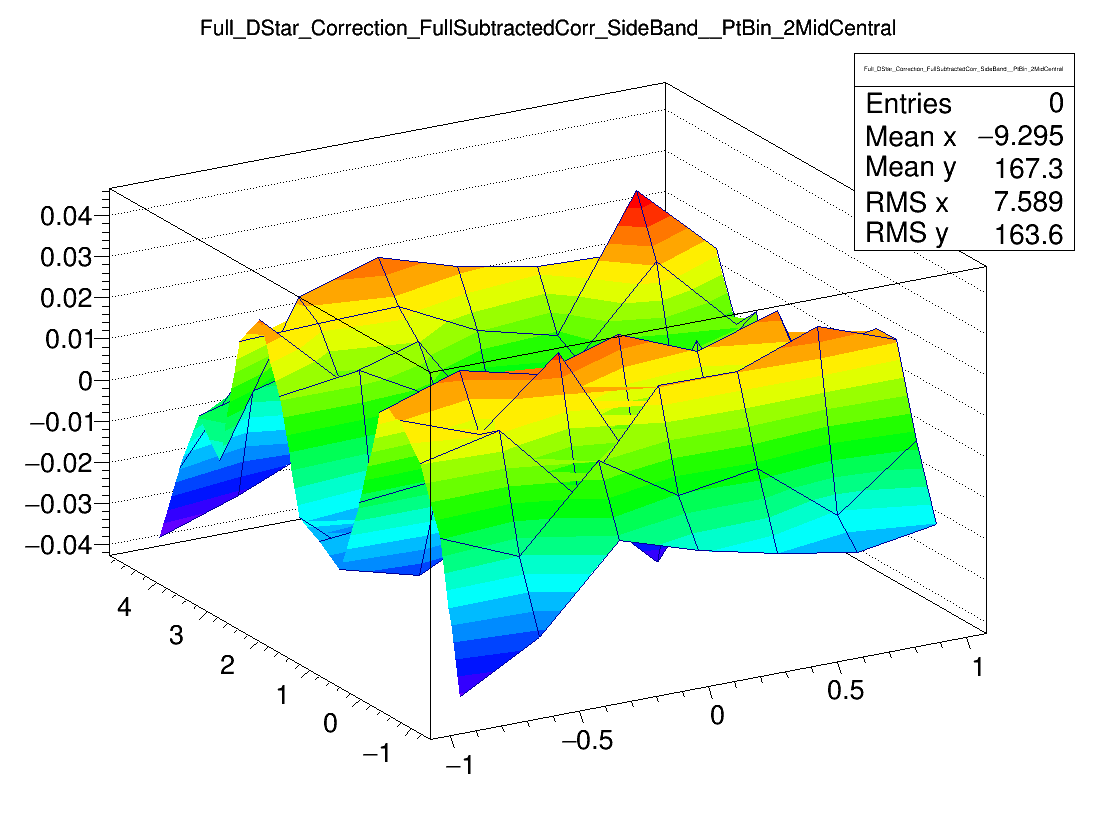 Full_DStar_Correction_FullSubtractedCorr_SideBand__PtBin_2MidCentral
Full_DStar_Correction_FullSubtractedCorr_SideBand__PtBin_2MidCentral
Entries 0
Mean x −9.295
Mean y 167.3
RMS x 7.589
RMS y 163.6
0.04
0.03
0.02
0.01
0
−0.01
−0.02
−0.03
−0.04
4
3
2
1
0
−1
−1
−0.5
0
0.5
1